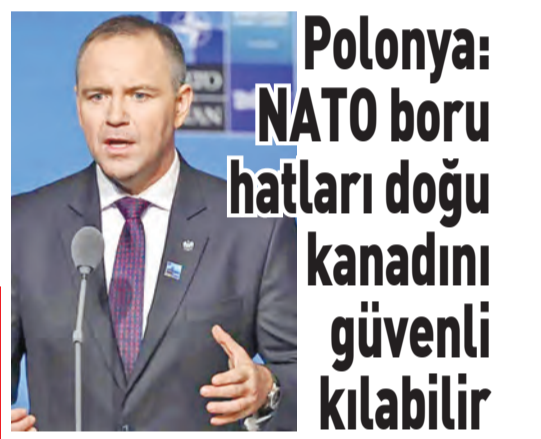 Polonya:
NATO boru
hatları doğu
kanadını
güvenli
kılabilir